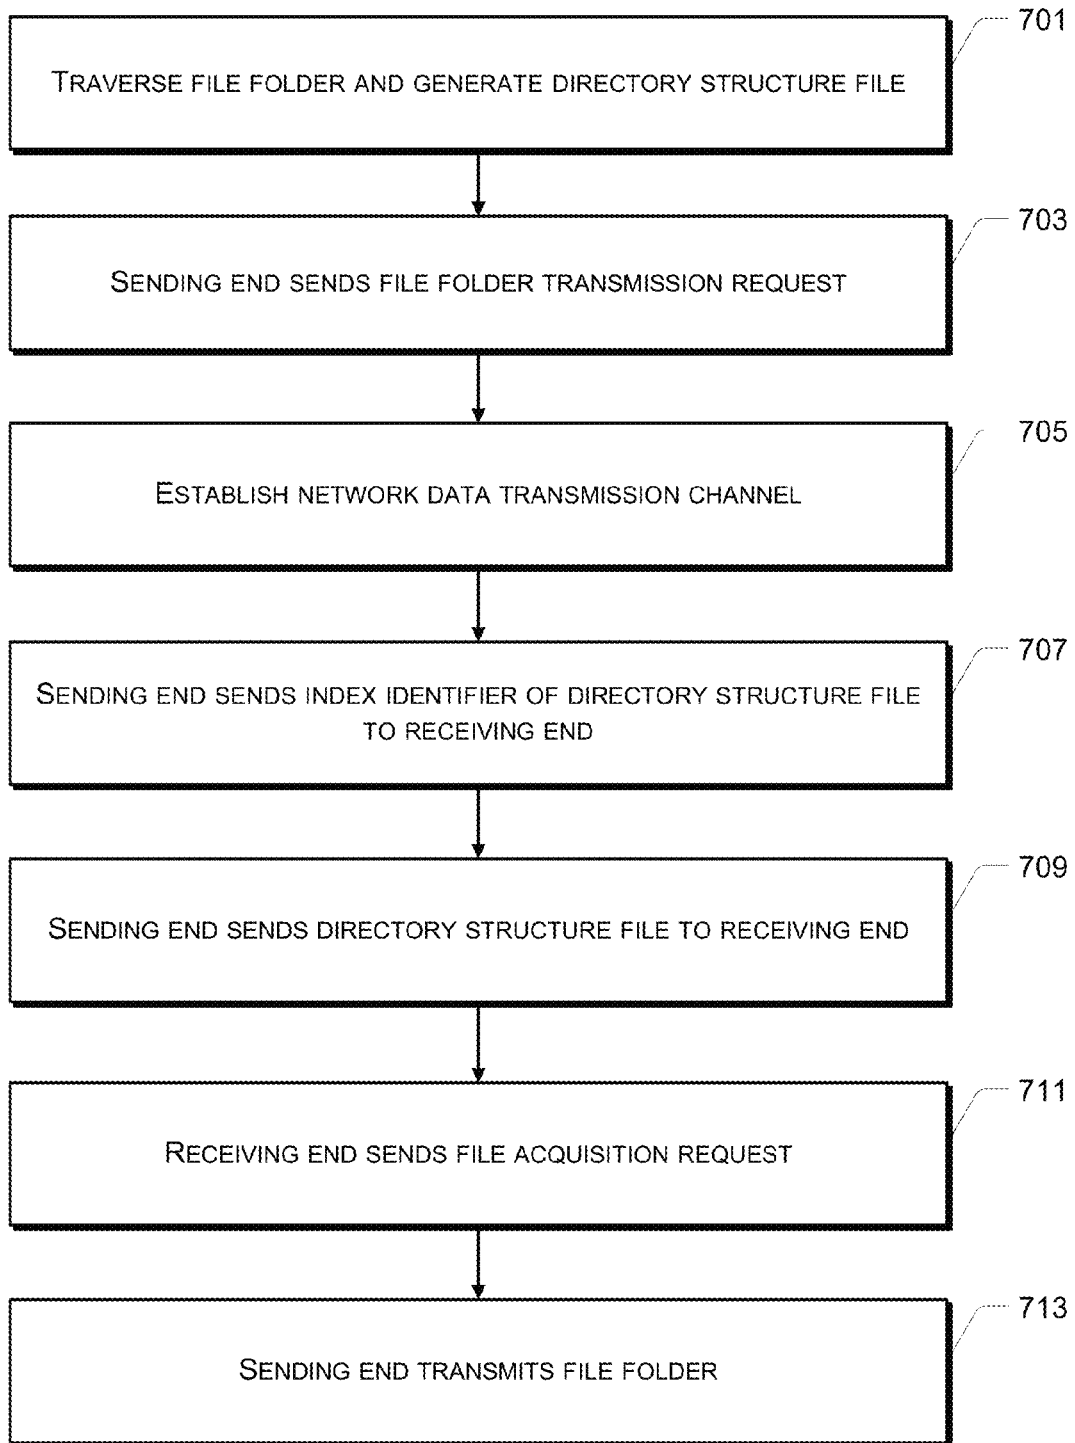 701
TRAVERSE FILE FOLDER AND GENERATE DIRECTORY STRUCTURE FILE
703
SENDING END SENDS FILE FOLDER TRANSMISSION REQUEST
705
ESTABLISH NETWORK DATA TRANSMISSION CHANNEL
707
SENDING END SENDS INDEX IDENTIFIER OF DIRECTORY STRUCTURE FILE
TO RECEIVING END
709
SENDING END SENDS DIRECTORY STRUCTURE FILE TO RECEIVING END
711
RECEIVING END SENDS FILE ACQUISITION REQUEST
713
SENDING END TRANSMITS FILE FOLDER